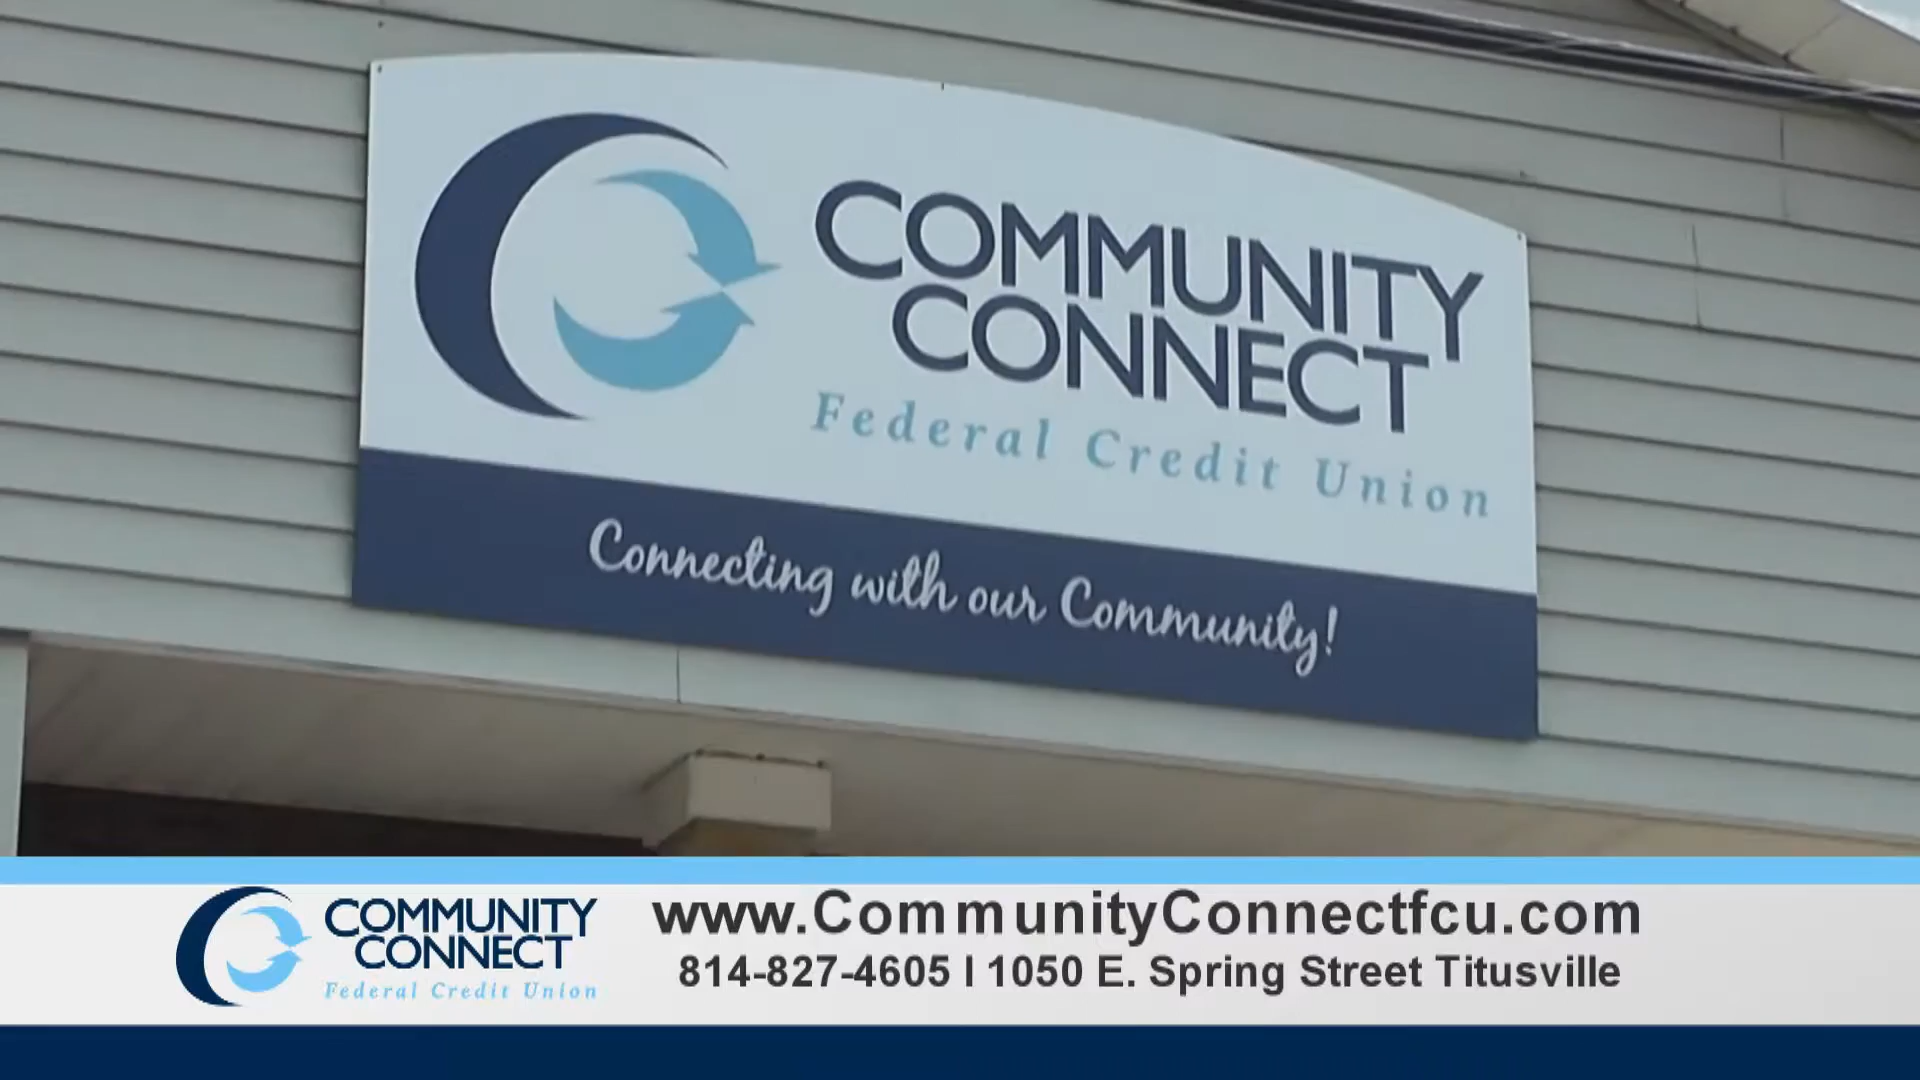 COMMUNITY
CONNECT
Federal Credit Union
Connecting with our Community!
COMMUNITY
CONNECT
Federal Credit Union
www.CommunityConnectfcu.com
814-827-4605 I 1050 E. Spring Street Titusville